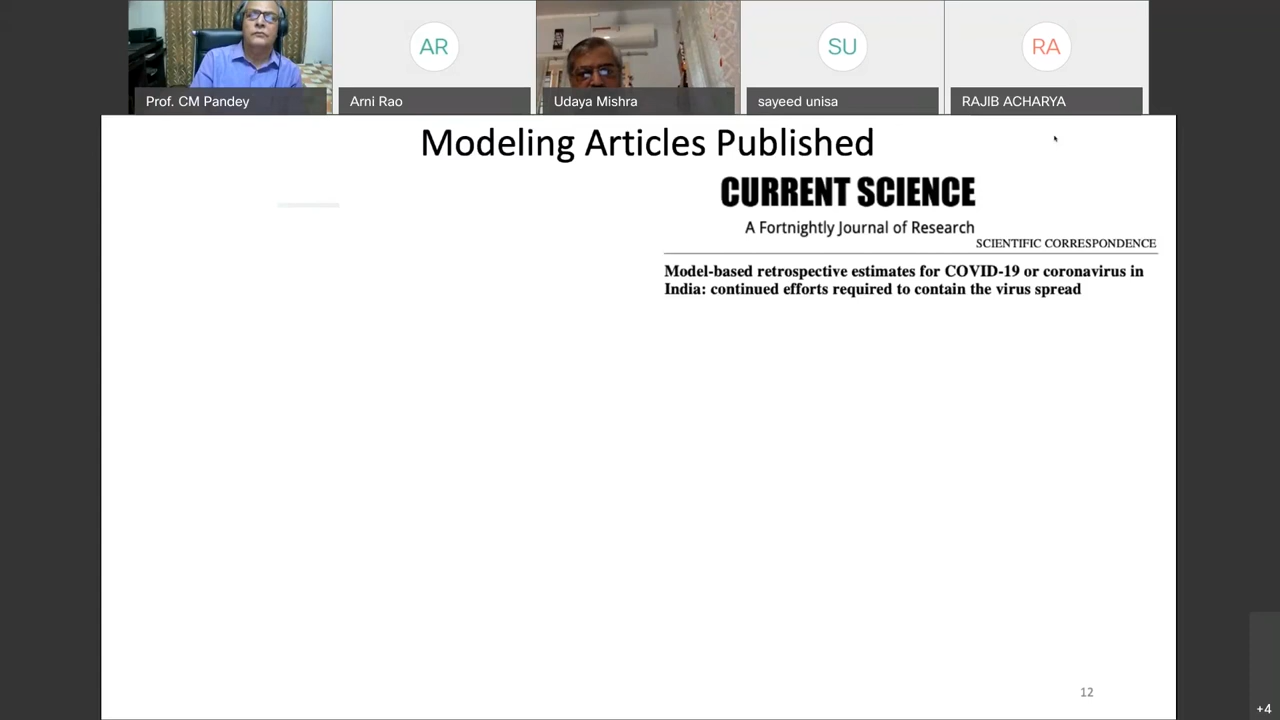 AR
SU
RA
Prof. CM Pandey
Arni Rao
Udaya Mishra
sayeed unisa
RAJIB ACHARYA
Modeling Articles Published
CURRENT SCIENCE
A Fortnightly Journal of Research
SCIENTIFIC CORRESPONDENCE
Model-based retrospective estimates for COVID-19 or coronavirus in
India: continued efforts required to contain the virus spread
12
+4